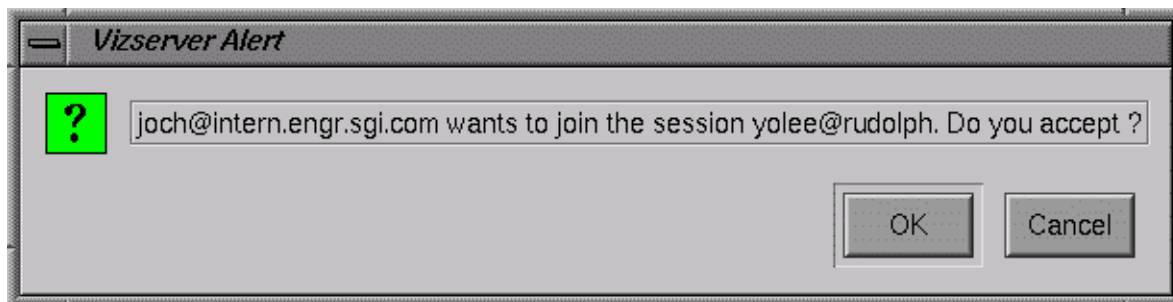 Vizserver Alert
?
joch@intern.engr.sgi.com wants to join the session yolee@rudolph. Do you accept ?
OK
Cancel